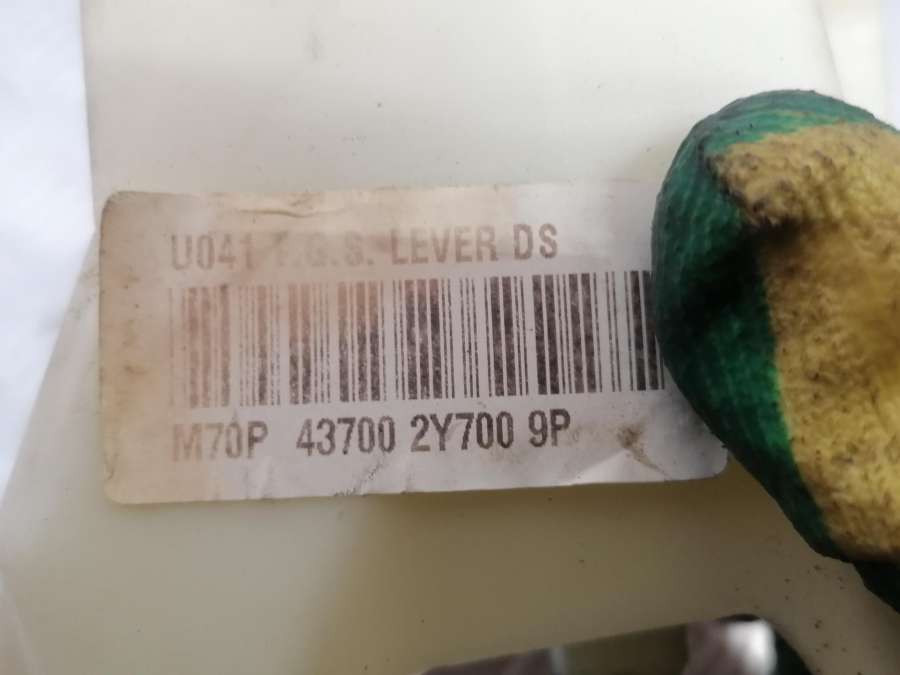 U041 T.G.S. LEVER DS
M70P 43700 2Y700 9P